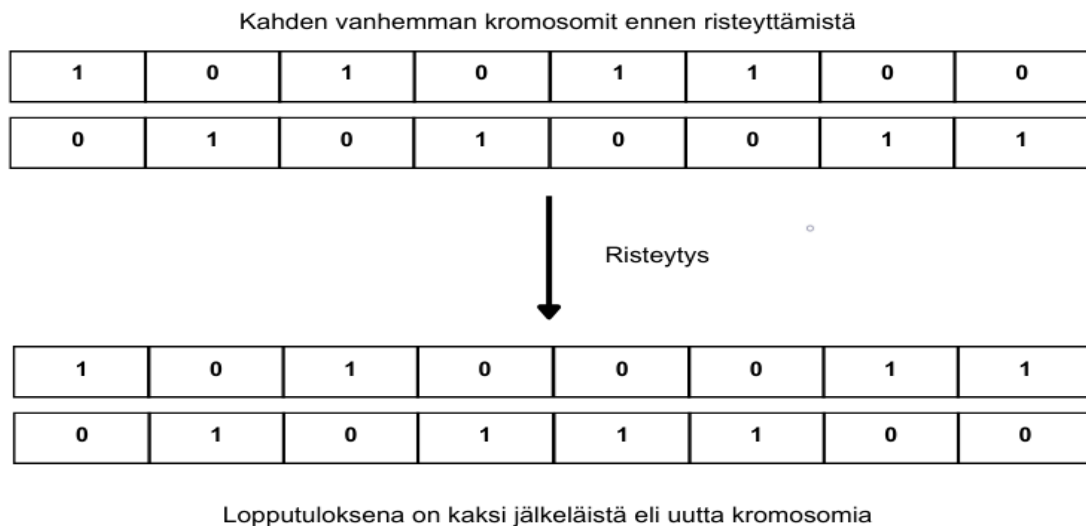 Kahden vanhemman kromosomit ennen risteyttämistä
1 0 1 0 1 1 0 0
0 1 0 1 0 0 1 1
Risteytys
1 0 1 0 0 0 1 1
0 1 0 1 1 1 0 0
Lopputuloksena on kaksi jälkeläistä eli uutta kromosomia